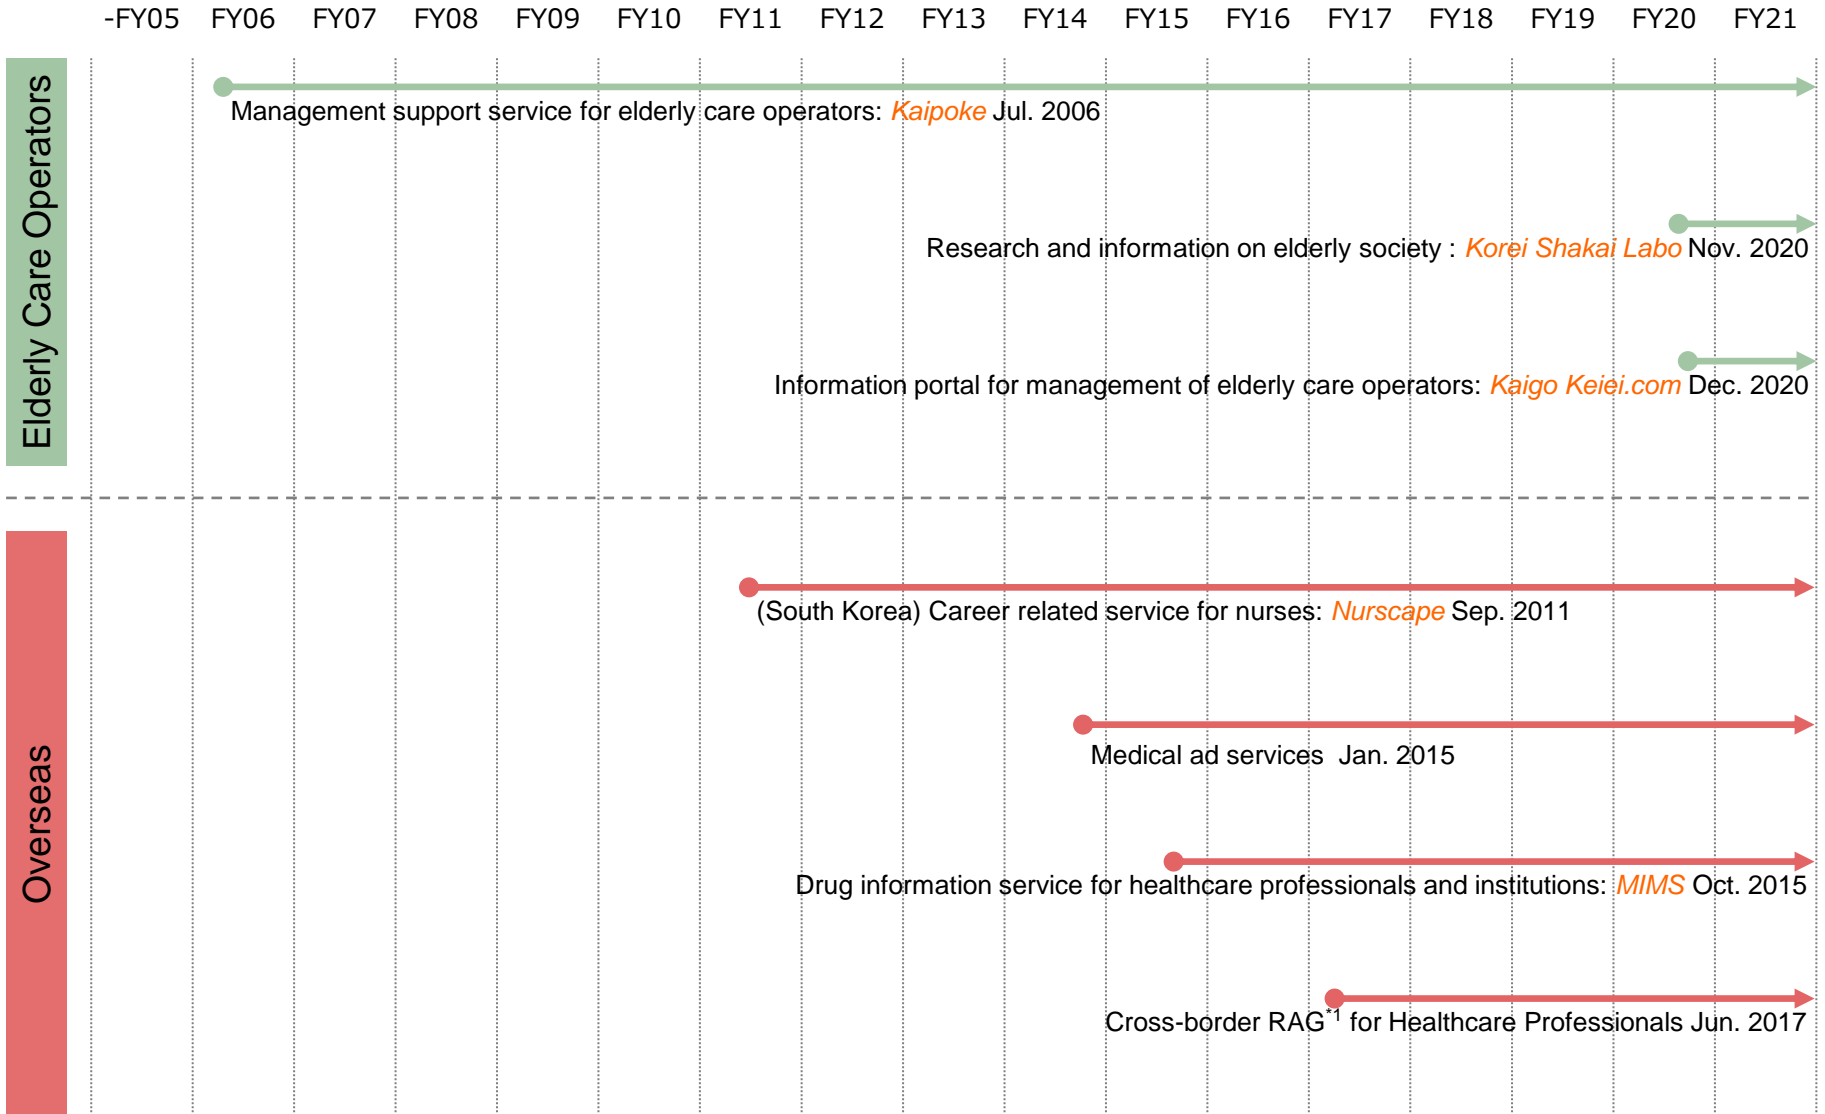 -FY05 FY06 FY07 FY08 FY09 FY10 FY11 FY12 FY13 FY14 FY15 FY16 FY17 FY18 FY19 FY20 FY21
Elderly Care Operators
Management support service for elderly care operators: Kaipoke Jul. 2006
Research and information on elderly society : Korei Shakai Labo Nov. 2020
Information portal for management of elderly care operators: Kaigo Keiei.com Dec. 2020
Overseas
(South Korea) Career related service for nurses: Nurscape Sep. 2011
Medical ad services Jan. 2015
Drug information service for healthcare professionals and institutions: MIMS Oct. 2015
Cross-border RAG*1 for Healthcare Professionals Jun. 2017